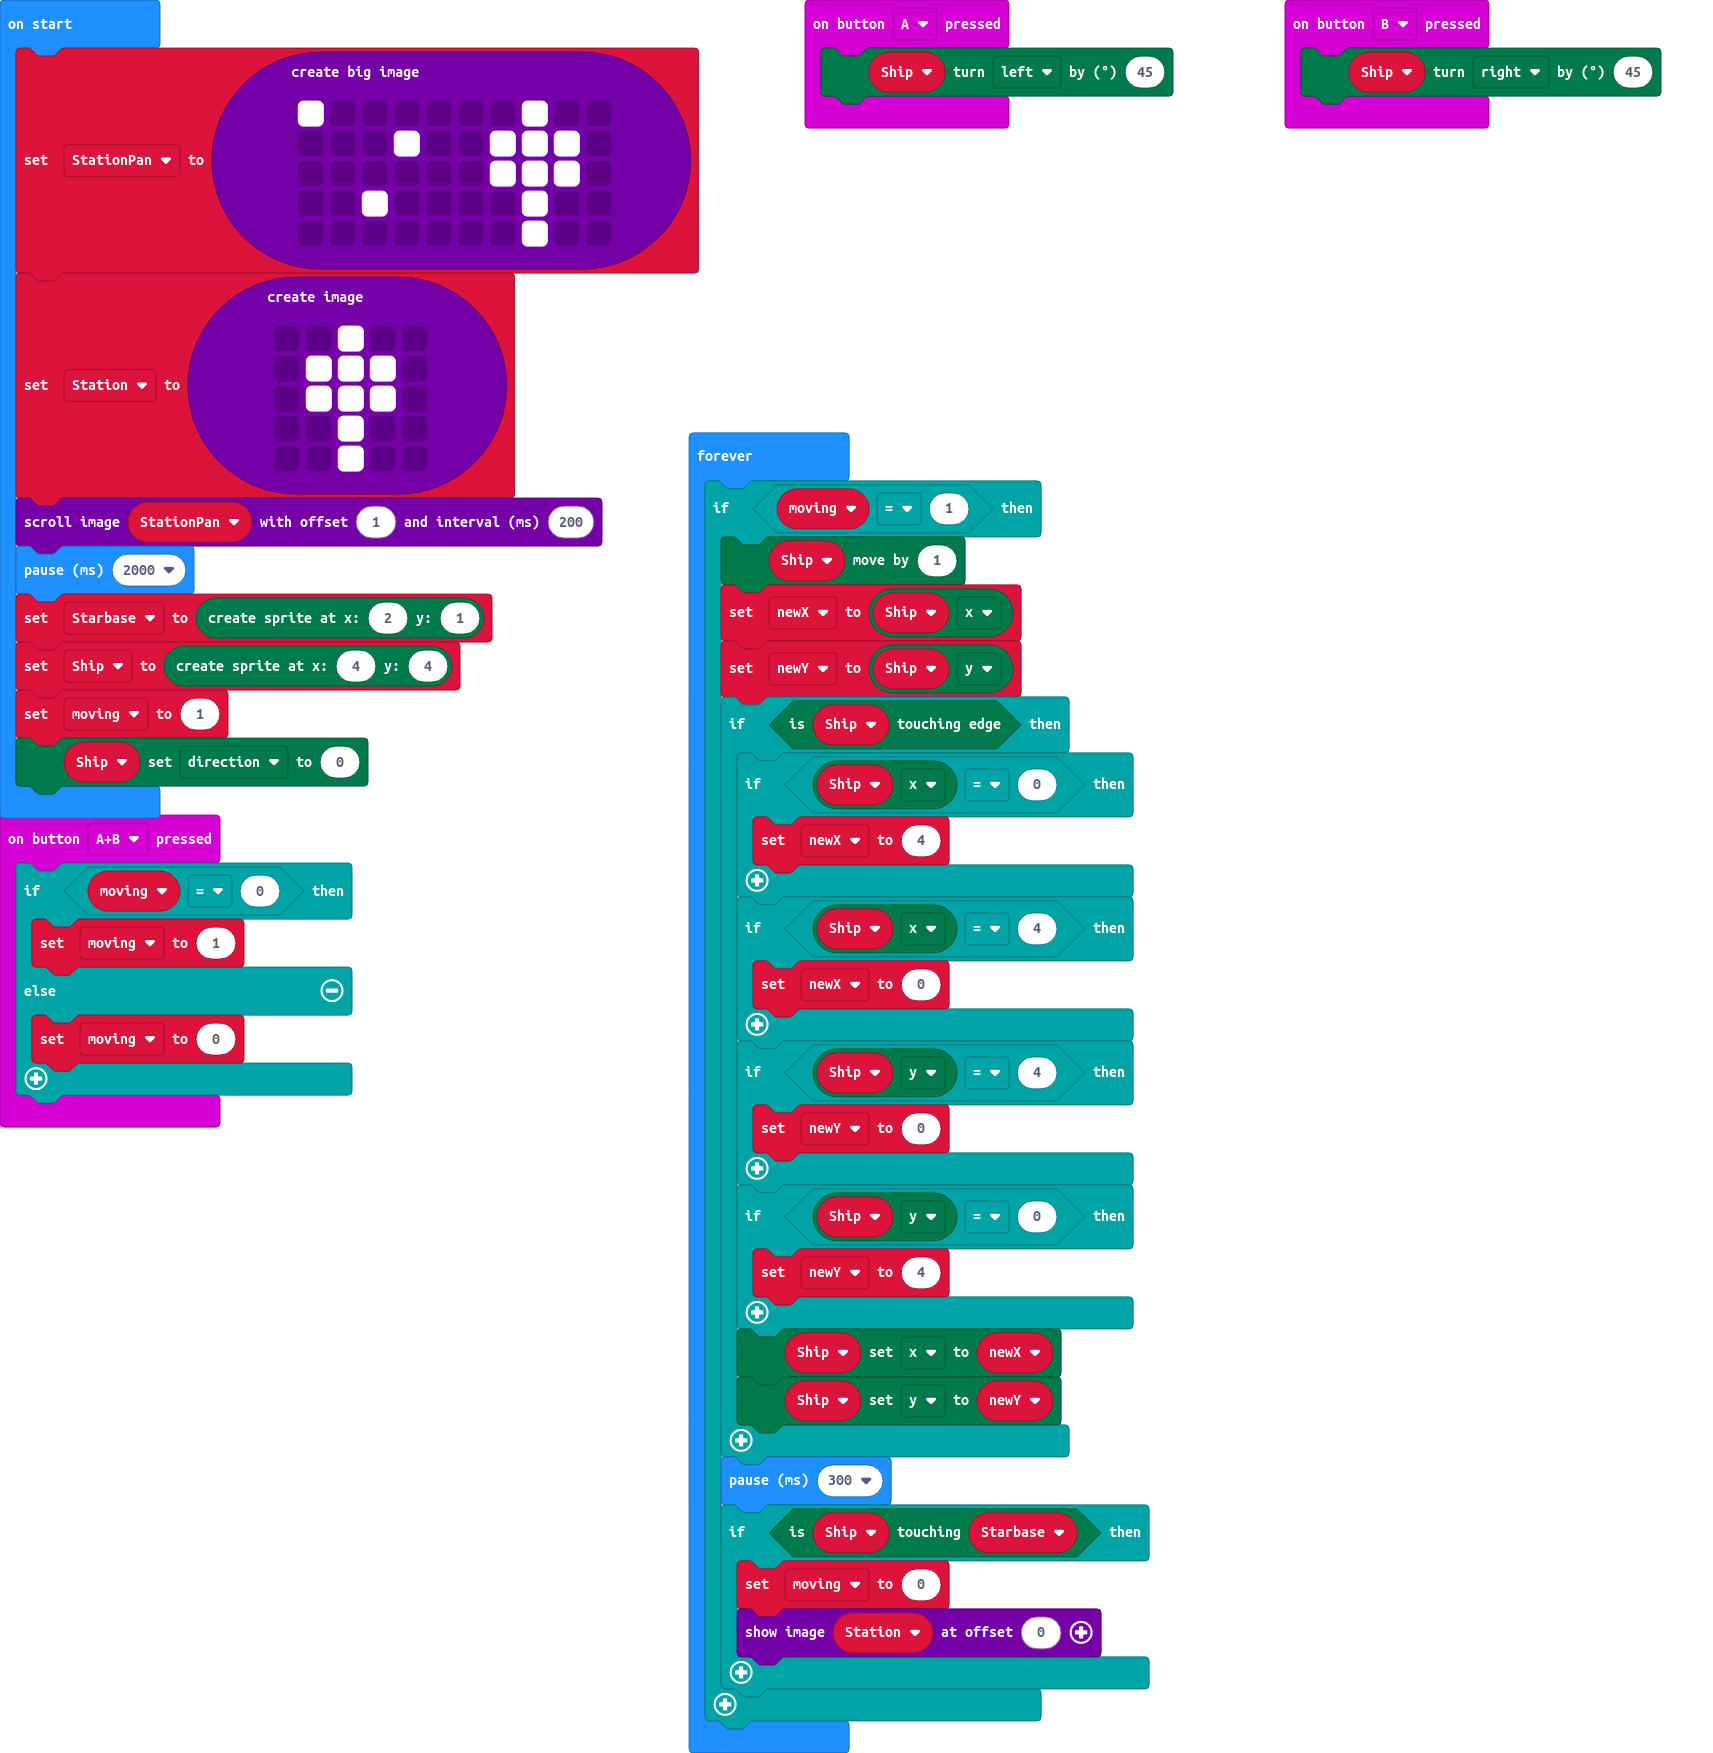 on start
set StationPan to create big image
set Station to create image
scroll image StationPan with offset 1 and interval (ms) 200
pause (ms) 2000
set Starbase to create sprite at x: 2 y: 1
set Ship to create sprite at x: 4 y: 4
set moving to 1
Ship set direction to 0
on button A+B pressed
if moving = 0 then
set moving to 1
else
set moving to 0
on button A pressed
Ship turn left by (°) 45
on button B pressed
Ship turn right by (°) 45
forever
if moving = 1 then
Ship move by 1
set newX to Ship x
set newY to Ship y
if is Ship touching edge then
if Ship x = 0 then
set newX to 4
if Ship x = 4 then
set newX to 0
if Ship y = 4 then
set newY to 0
if Ship y = 0 then
set newY to 4
Ship set x to newX
Ship set y to newY
pause (ms) 300
if is Ship touching Starbase then
set moving to 0
show image Station at offset 0